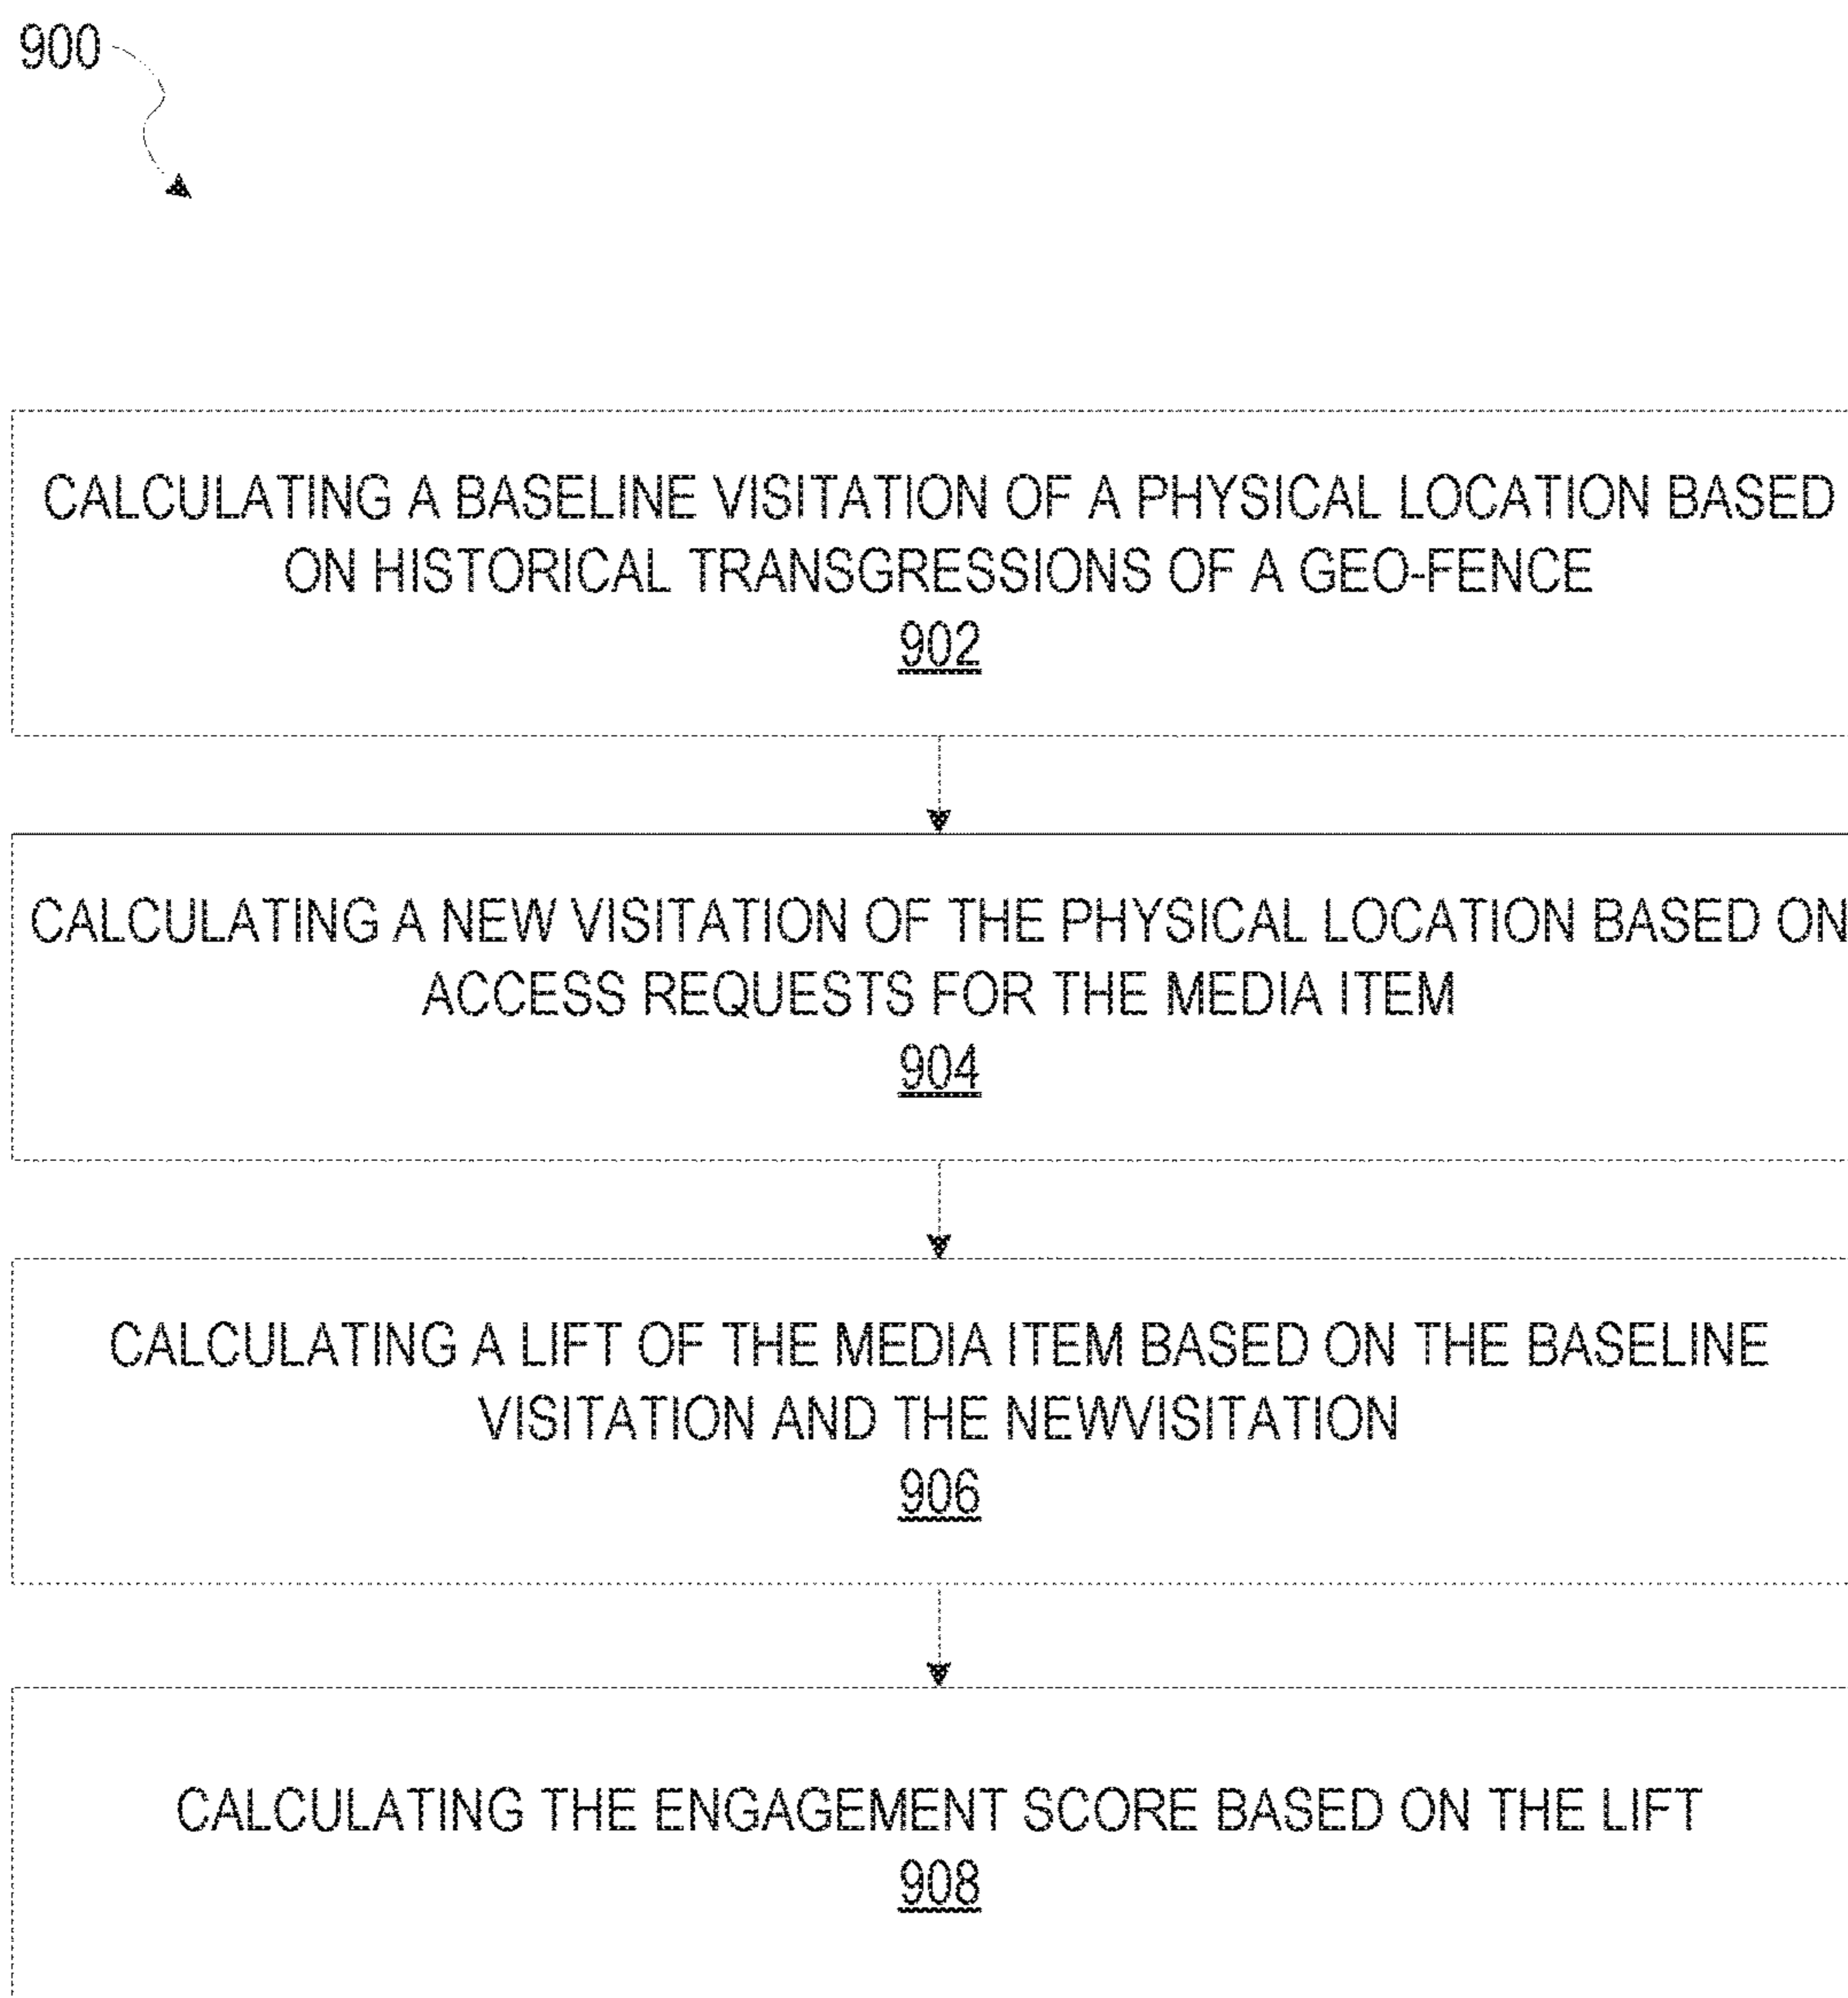 900
CALCULATING A BASELINE VISITATION OF A PHYSICAL LOCATION BASED
ON HISTORICAL TRANSGRESSIONS OF A GEO-FENCE
902
CALCULATING A NEW VISITATION OF THE PHYSICAL LOCATION BASED ON
ACCESS REQUESTS FOR THE MEDIA ITEM
904
CALCULATING A LIFT OF THE MEDIA ITEM BASED ON THE BASELINE
VISITATION AND THE NEWVISITATION
906
CALCULATING THE ENGAGEMENT SCORE BASED ON THE LIFT
908